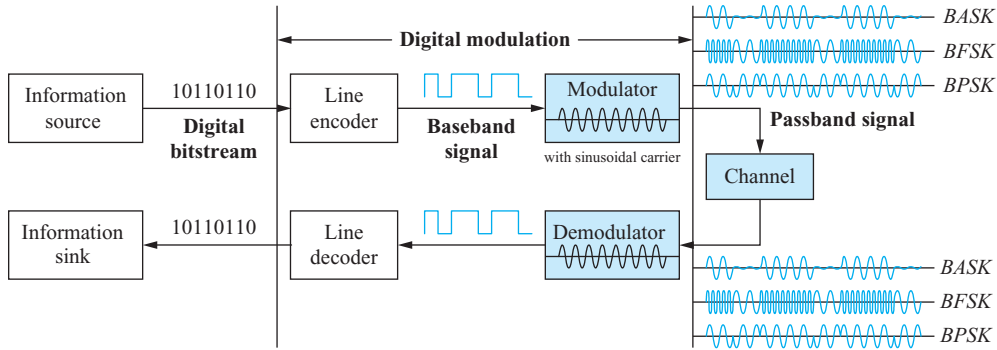 BASK
Digital modulation
BFSK
BPSK
Information
source
10110110
Digital
bitstream
Line
encoder
Baseband
signal
Modulator
with sinusoidal carrier
Passband signal
Channel
Information
sink
10110110
Line
decoder
Demodulator
BASK
BFSK
BPSK